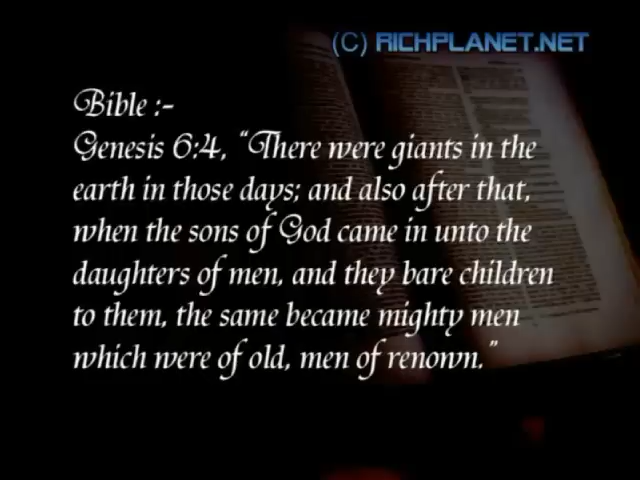 (C) RICHPLANET.NET
Bible :-
Genesis 6:4, "There were giants in the
earth in those days; and also after that,
when the sons of God came in unto the
daughters of men, and they bare children
to them, the same became mighty men
which were of old, men of renown."